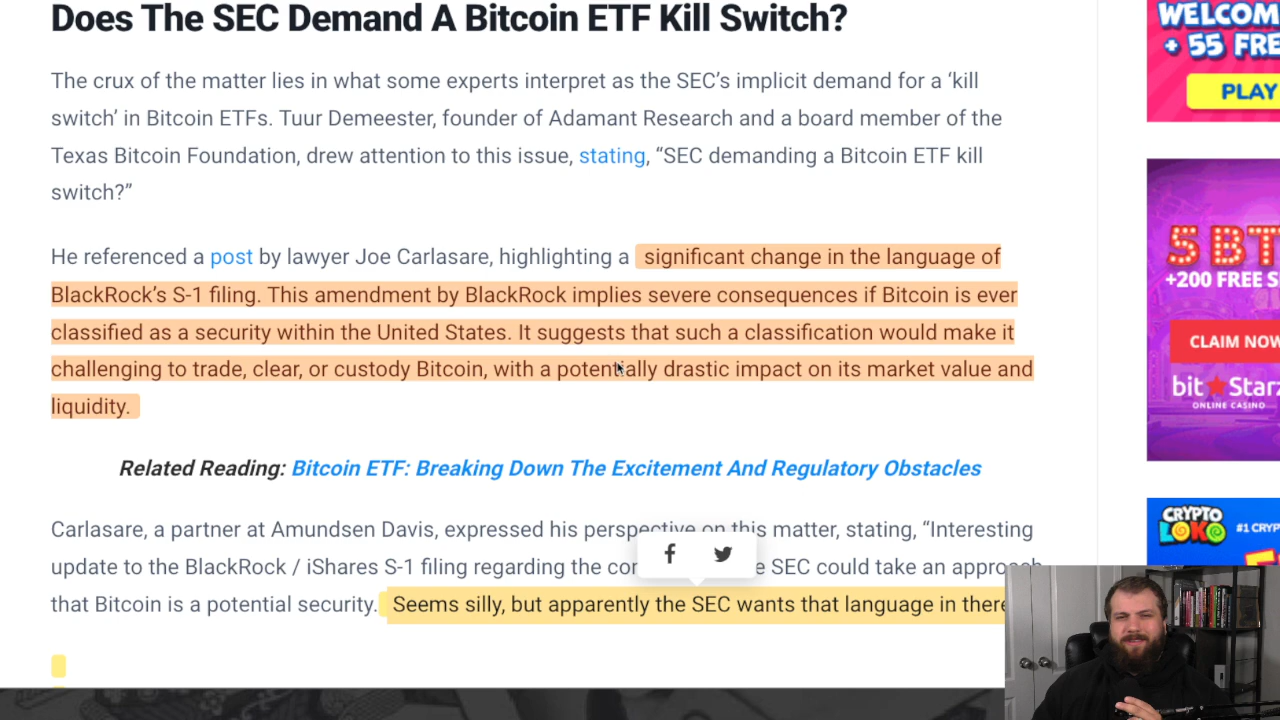 Does The SEC Demand A Bitcoin ETF Kill Switch?
The crux of the matter lies in what some experts interpret as the SEC’s implicit demand for a ‘kill
switch’ in Bitcoin ETFs. Tuur Demeester, founder of Adamant Research and a board member of the
Texas Bitcoin Foundation, drew attention to this issue, stating, “SEC demanding a Bitcoin ETF kill
switch?”
He referenced a post by lawyer Joe Carlasare, highlighting a significant change in the language of
BlackRock’s S-1 filing. This amendment by BlackRock implies severe consequences if Bitcoin is ever
classified as a security within the United States. It suggests that such a classification would make it
challenging to trade, clear, or custody Bitcoin, with a potentially drastic impact on its market value and
liquidity.
Related Reading: Bitcoin ETF: Breaking Down The Excitement And Regulatory Obstacles
Carlasare, a partner at Amundsen Davis, expressed his perspective on this matter, stating, “Interesting
update to the BlackRock / iShares S-1 filing regarding the SEC could take an approach
that Bitcoin is a potential security. Seems silly, but apparently the SEC wants that language in there
WELCOM
+ 55 FRE
PLAY
5 BT
+200 FREE S
CLAIM NOW
bit Starz
ONLINE CASINO
CRYPTO
LOKO
#1 CRYP